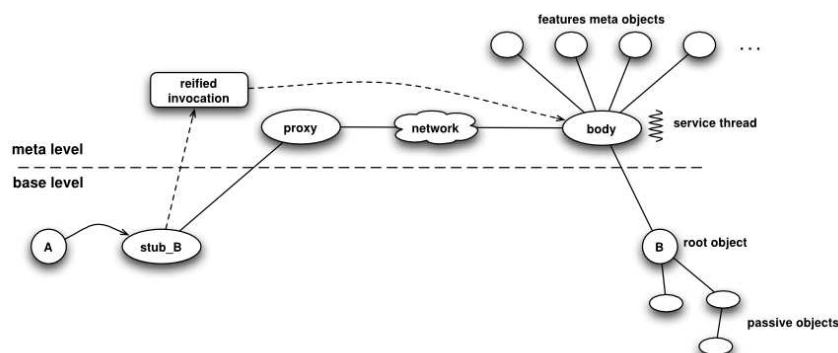 features meta objects
...
reified
invocation
proxy
network
body
service thread
meta level
base level
A
stub_B
B
root object
passive objects